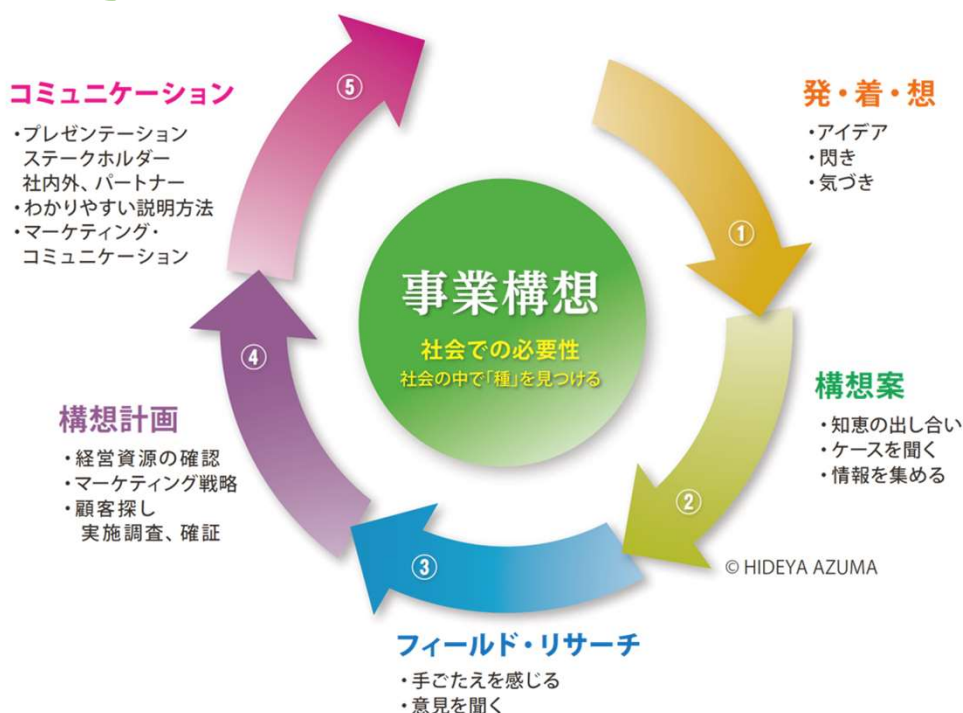 事業構想
社会での必要性
社会の中で「種」を見つける
①
発・着・想
・アイデア
・閃き
・気づき
②
構想案
・知恵の出し合い
・ケースを聞く
・情報を集める
© HIDEYA AZUMA
③
フィールド・リサーチ
・手ごたえを感じる
・意見を聞く
④
構想計画
・経営資源の確認
・マーケティング戦略
・顧客探し
実施調査、確証
⑤
コミュニケーション
・プレゼンテーション
ステークホルダー
社内外、パートナー
・わかりやすい説明方法
・マーケティング・
コミュニケーション